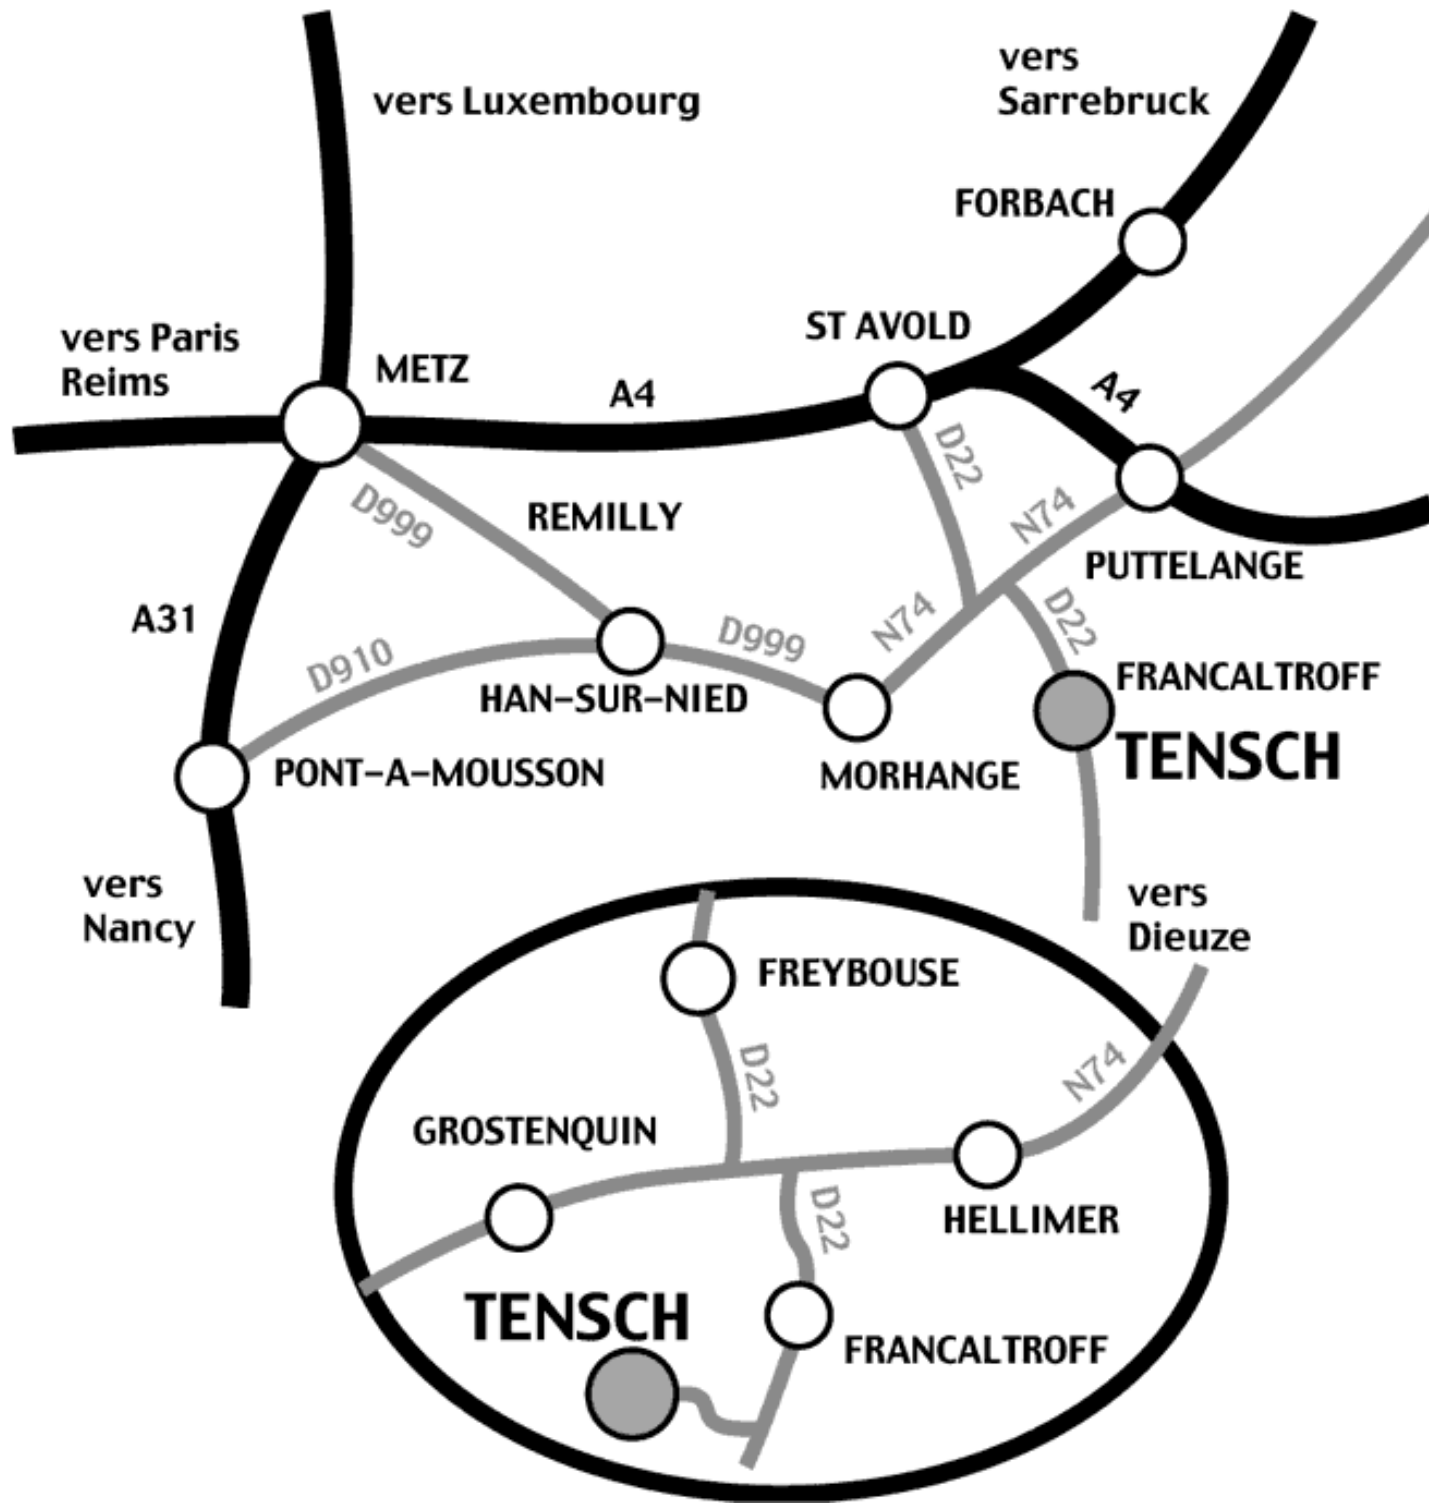 vers Luxembourg
vers
Sarrebruck
FORBACH
ST AVOLD
vers Paris
Reims
METZ
A4
A4
D22
D999
REMILLY
N74
PUTTELANGE
A31
D910
D999
N74
D22
HAN-SUR-NIED
FRANCALTROFF
TENSCH
PONT-A-MOUSSON
MORHANGE
vers
Nancy
vers
Dieuze
FREYBOUSE
D22
N74
GROSTENQUIN
D22
HELLIMER
TENSCH
FRANCALTROFF